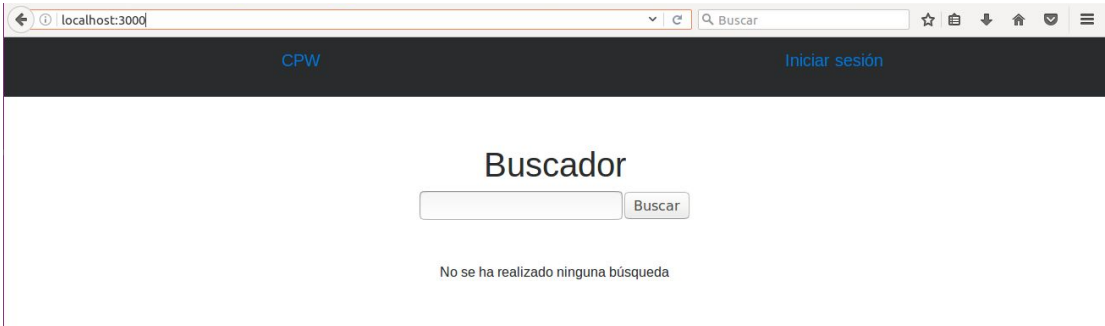 localhost:3000
Buscar
CPW
Iniciar sesión
Buscador
Buscar
No se ha realizado ninguna búsqueda